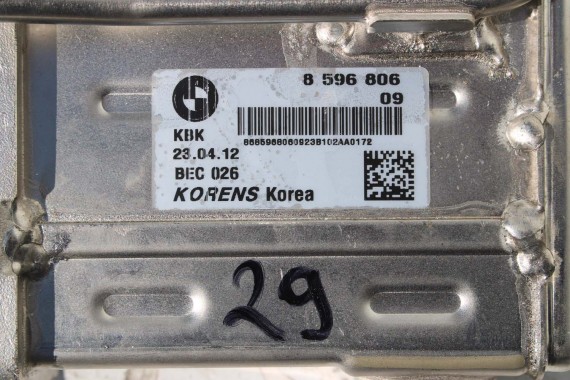 8 596 806
09
KBK
8685968060923B102AA0172
23.04.12
BEC 026
KORENS Korea
29